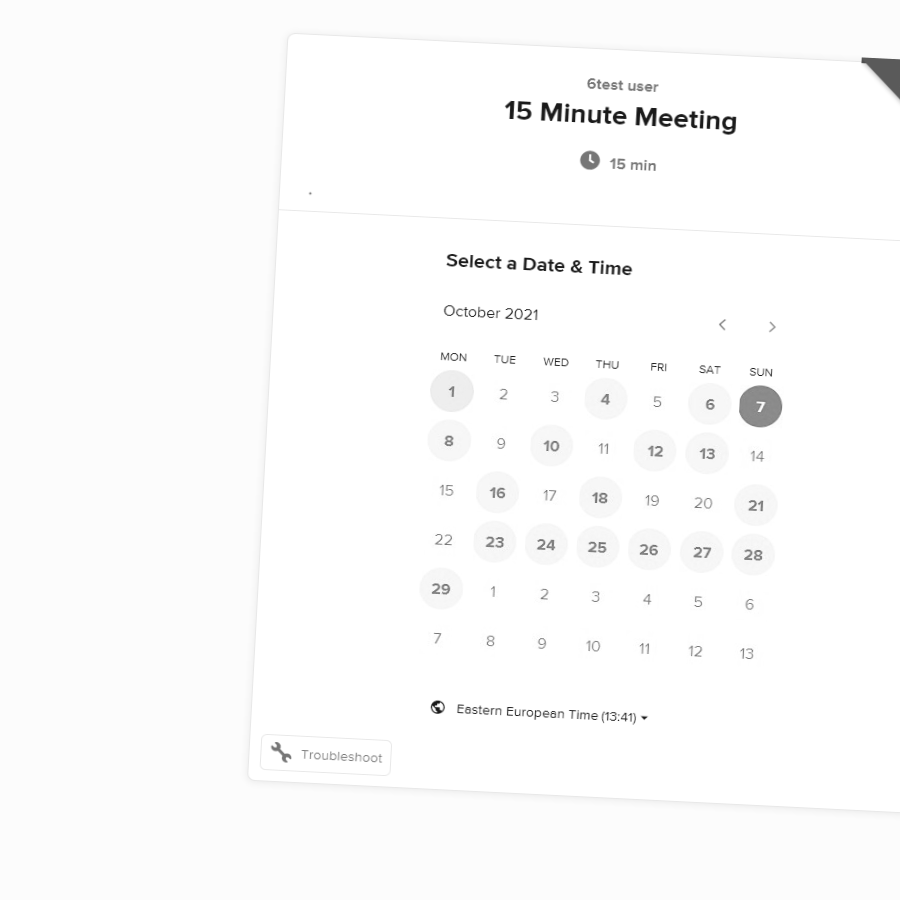 6test user
15 Minute Meeting
15 min
.
Select a Date & Time
October 2021
MON TUE WED THU FRI SAT SUN
1 2 3 4 5 6 7
8 9 10 11 12 13 14
15 16 17 18 19 20 21
22 23 24 25 26 27 28
29 1 2 3 4 5 6
7 8 9 10 11 12 13
Eastern European Time (13:41)
Troubleshoot